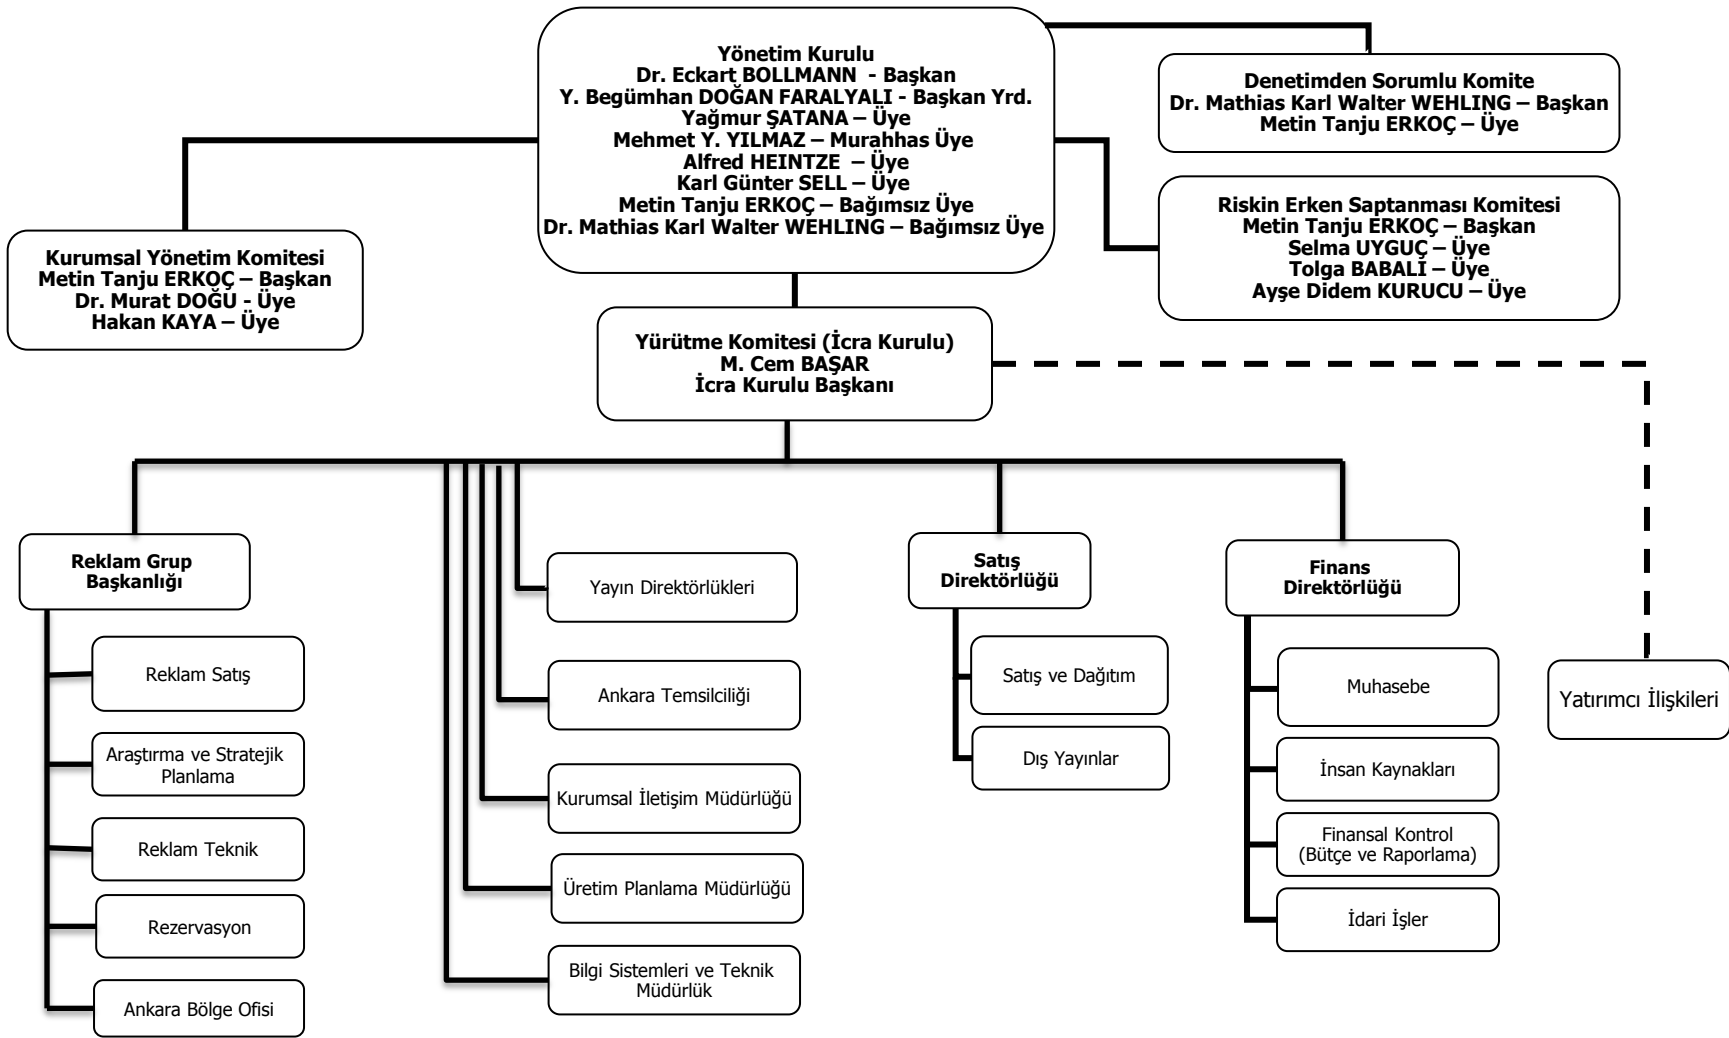 Yönetim Kurulu
Dr. Eckart BOLLMANN - Başkan
Y. Begümhan DOĞAN FARALYALI - Başkan Yrd.
Yağmur ŞATANA – Üye
Mehmet Y. YILMAZ – Murahhas Üye
Alfred HEINTZE – Üye
Karl Günter SELL – Üye
Metin Tanju ERKOÇ – Bağımsız Üye
Dr. Mathias Karl Walter WEHLING – Bağımsız Üye
Denetimden Sorumlu Komite
Dr. Mathias Karl Walter WEHLING – Başkan
Metin Tanju ERKOÇ – Üye
Riskin Erken Saptanması Komitesi
Metin Tanju ERKOÇ – Başkan
Selma UYGUÇ – Üye
Tolga BABALI – Üye
Ayşe Didem KURUCU – Üye
Kurumsal Yönetim Komitesi
Metin Tanju ERKOÇ – Başkan
Dr. Murat DOĞU - Üye
Hakan KAYA – Üye
Yürütme Komitesi (İcra Kurulu)
M. Cem BAŞAR
İcra Kurulu Başkanı
Reklam Grup
Başkanlığı
Reklam Satış
Araştırma ve Stratejik
Planlama
Reklam Teknik
Rezervasyon
Ankara Bölge Ofisi
Yayın Direktörlükleri
Ankara Temsilciliği
Kurumsal İletişim Müdürlüğü
Üretim Planlama Müdürlüğü
Bilgi Sistemleri ve Teknik
Müdürlük
Satış
Direktörlüğü
Satış ve Dağıtım
Dış Yayınlar
Finans
Direktörlüğü
Muhasebe
İnsan Kaynakları
Finansal Kontrol
(Bütçe ve Raporlama)
İdari İşler
Yatırımcı İlişkileri